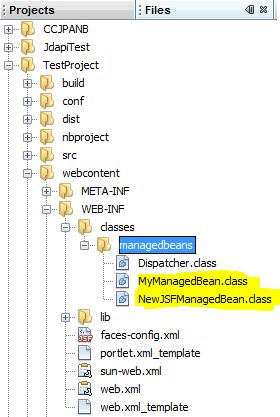 Projects Files
CCJPANB
JdapiTest
TestProject
build
conf
dist
nbproject
src
webcontent
META-INF
WEB-INF
classes
managedbeans
Dispatcher.class
MyManagedBean.class
NewJSFManagedBean.class
lib
JSF faces-config.xml
portlet.xml_template
sun-web.xml
web.xml
web.xml_template